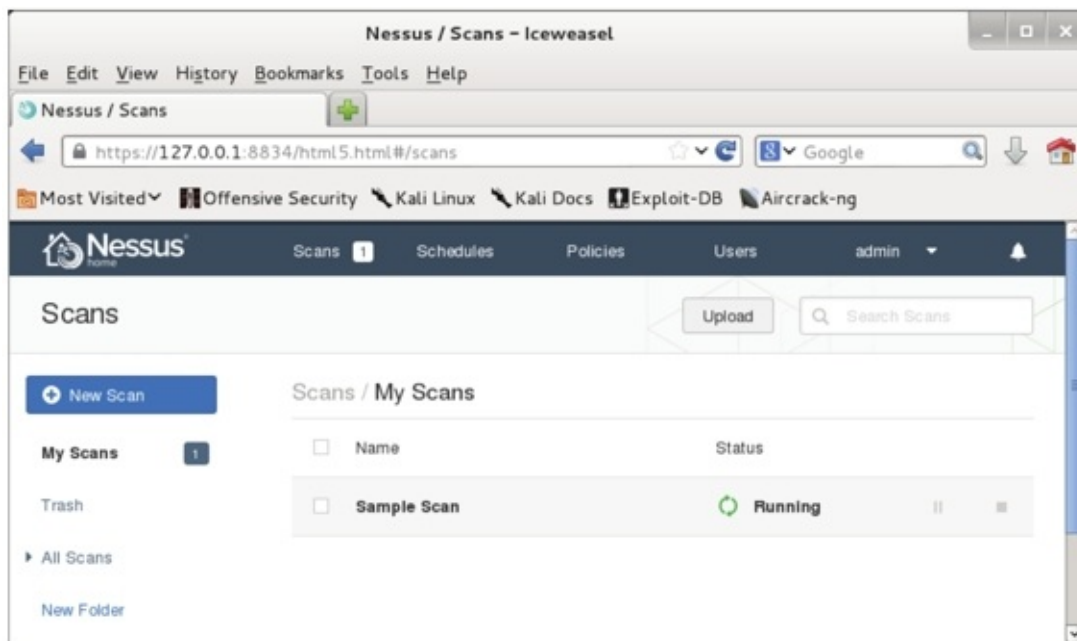 Nessus / Scans - Iceweasel
File Edit View History Bookmarks Tools Help
Nessus / Scans
https://127.0.0.1:8834/html5.html#/scans
Google
Most Visited Offensive Security Kali Linux Kali Docs Exploit-DB Aircrack-ng
Nessus® home
Scans 1 Schedules Policies Users admin
Scans
Upload
Search Scans
New Scan
My Scans 1
Trash
All Scans
New Folder
Scans / My Scans
Name Status
Sample Scan Running